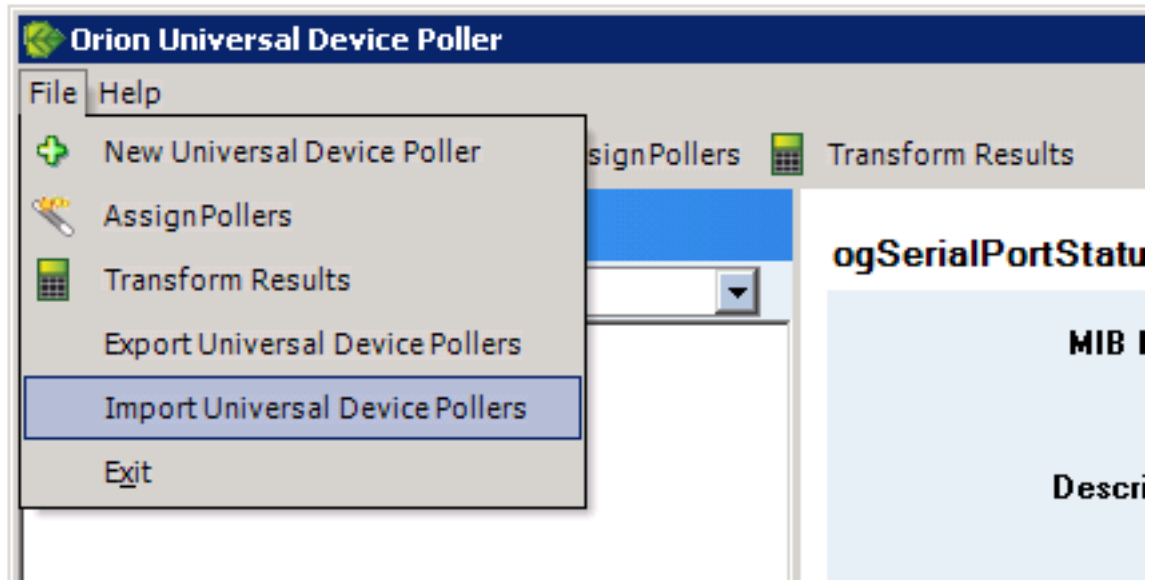 Orion Universal Device Poller
File Help
New Universal Device Poller
AssignPollers
Transform Results
Export Universal Device Pollers
Import Universal Device Pollers
Exit
signPollers Transform Results
ogSerialPortStatu
MIB
Descri